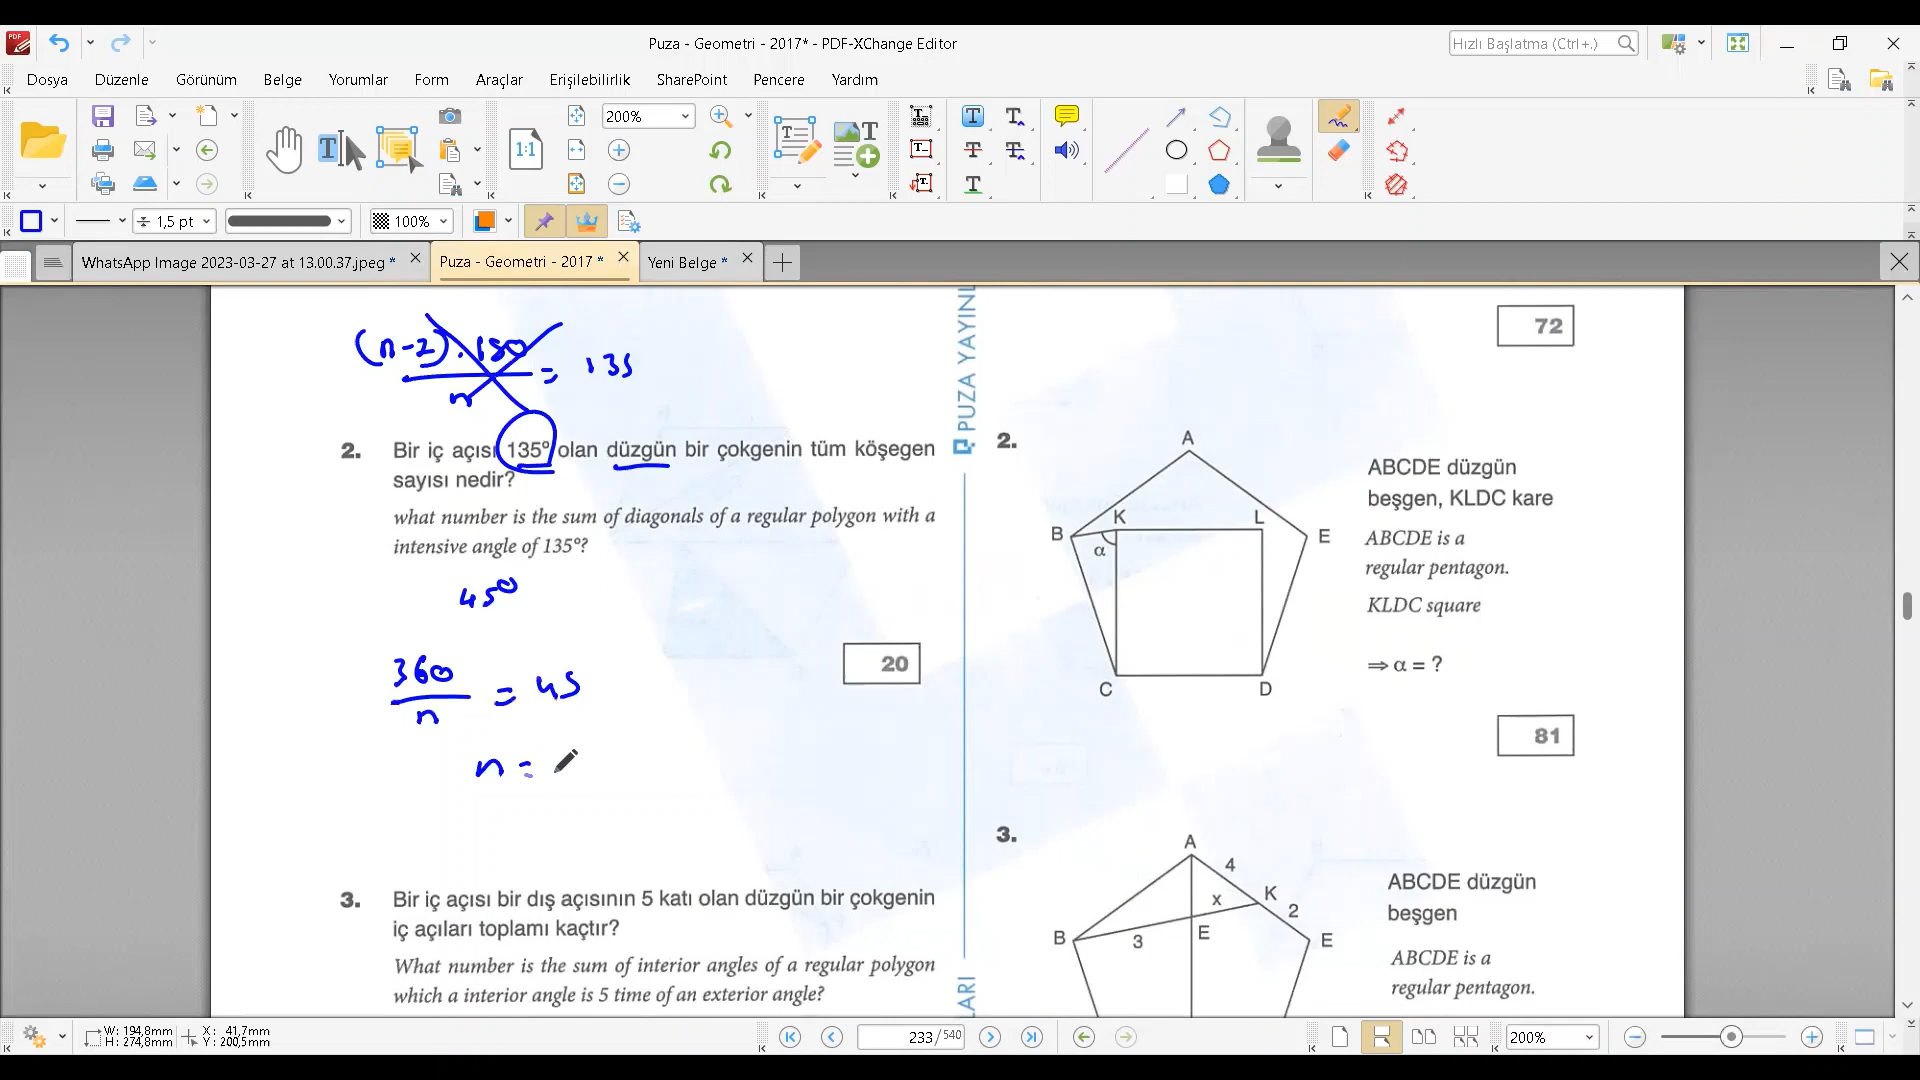 Puza - Geometri - 2017* - PDF-XChange Editor
Hızlı Başlatma (Ctrl+.)
Dosya Düzenle Görünüm Belge Yorumlar Form Araçlar Erişilebilirlik SharePoint Pencere Yardım
200%
1:1
1,5 pt
100%
WhatsApp Image 2023-03-27 at 13.00.37.jpeg *
Puza - Geometri - 2017 *
Yeni Belge *
(n-2).180
n
= 135
2. Bir iç açısı 135° olan düzgün bir çokgenin tüm köşegen
sayısı nedir?
what number is the sum of diagonals of a regular polygon with a
intensive angle of 135°?
45°
360
n
= 45
n =
20
3. Bir iç açısı bir dış açısının 5 katı olan düzgün bir çokgenin
iç açıları toplamı kaçtır?
What number is the sum of interior angles of a regular polygon
which a interior angle is 5 time of an exterior angle?
PUZA YAYINL
ARI
72
2.
A
K L
B E
α
C D
ABCDE düzgün
beşgen, KLDC kare
ABCDE is a
regular pentagon.
KLDC square
⇒ α = ?
81
3.
A
4
K
x
2
B
3
E
E
ABCDE düzgün
beşgen
ABCDE is a
regular pentagon.
W: 194,8mm
H: 274,8mm
X: 41,7mm
Y: 200,5mm
233 / 540
200%